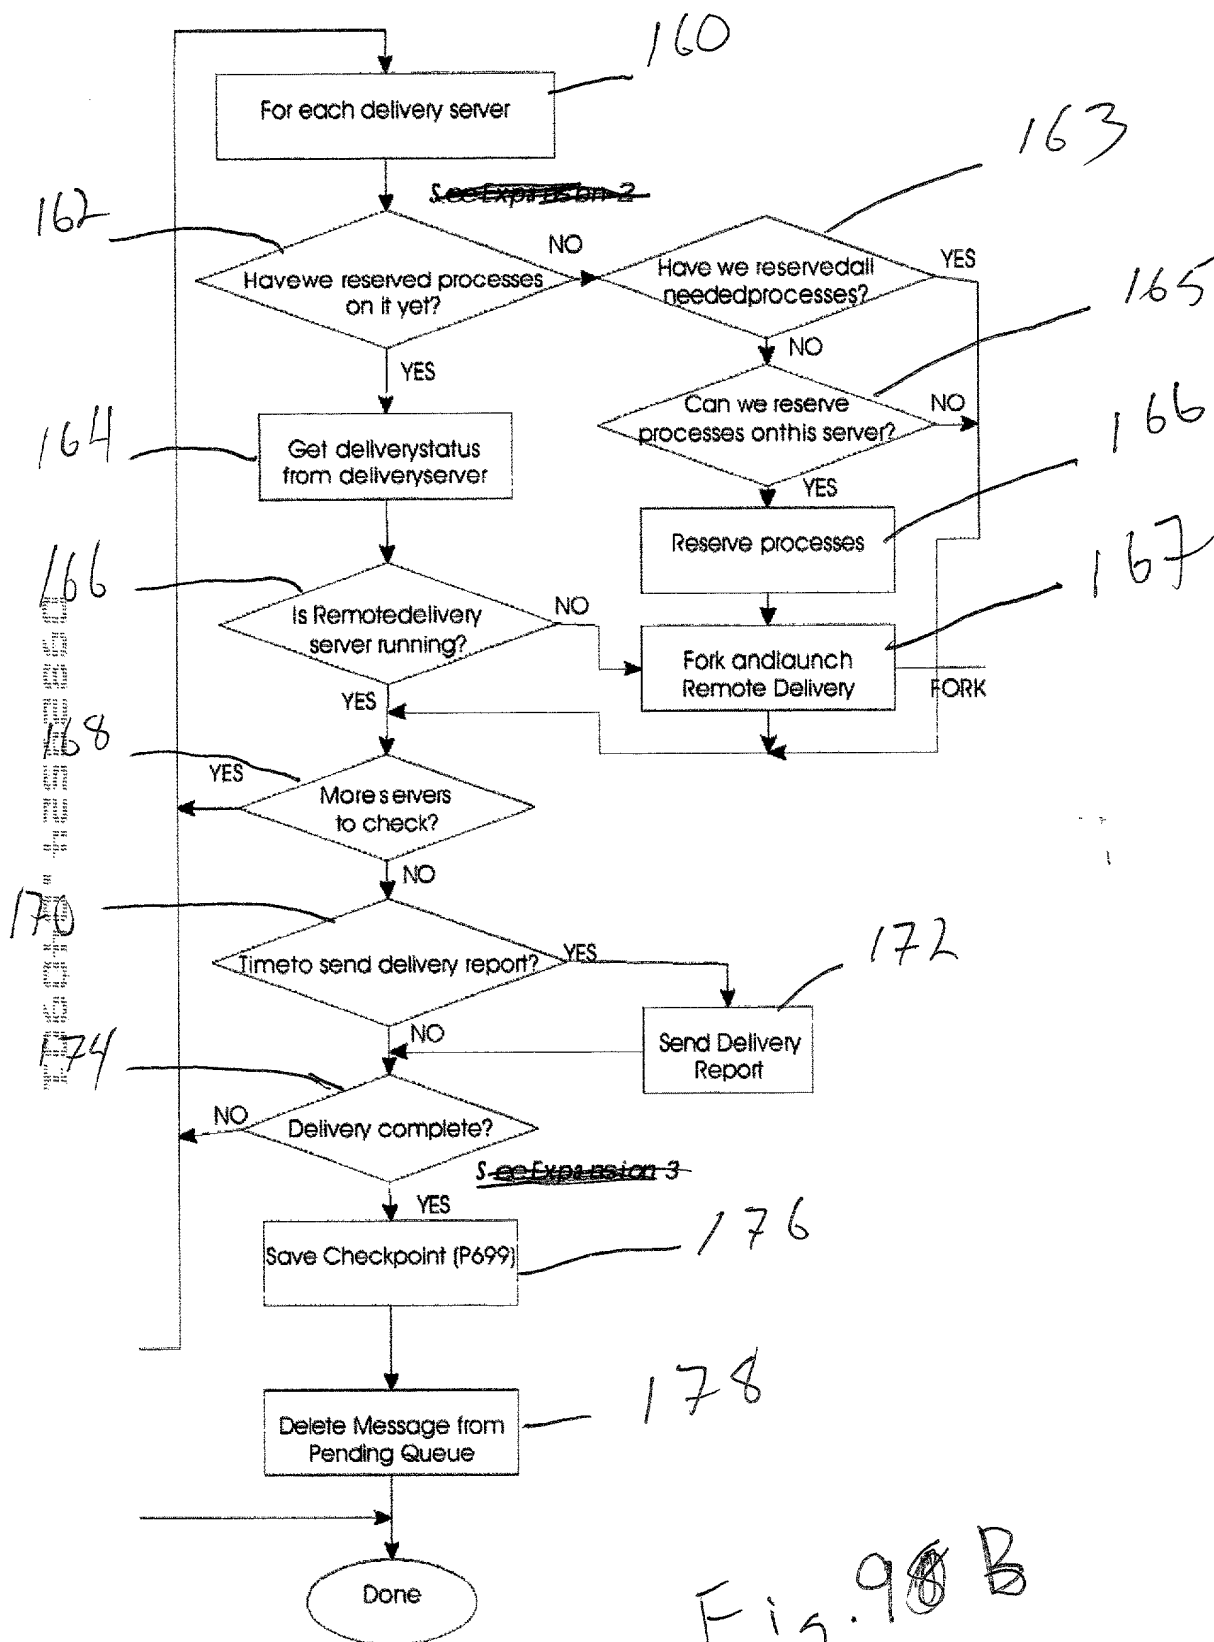 160
For each delivery server
163
See Expansion 2
162
NO
YES
Have we reserved processes
on it yet?
Have we reserved all
needed processes?
165
NO
YES
Can we reserve
processes on this server?
NO
164
Get delivery status
from delivery server
166
YES
Reserve processes
166
Is Remote delivery
server running?
NO
167
Fork and launch
Remote Delivery
FORK
YES
168
YES
More servers
to check?
NO
170
Time to send delivery report?
YES
172
NO
Send Delivery
Report
174
NO
Delivery complete?
See Expansion 3
YES
176
Save Checkpoint (P699)
178
Delete Message from
Pending Queue
Done
Fig. 9 B